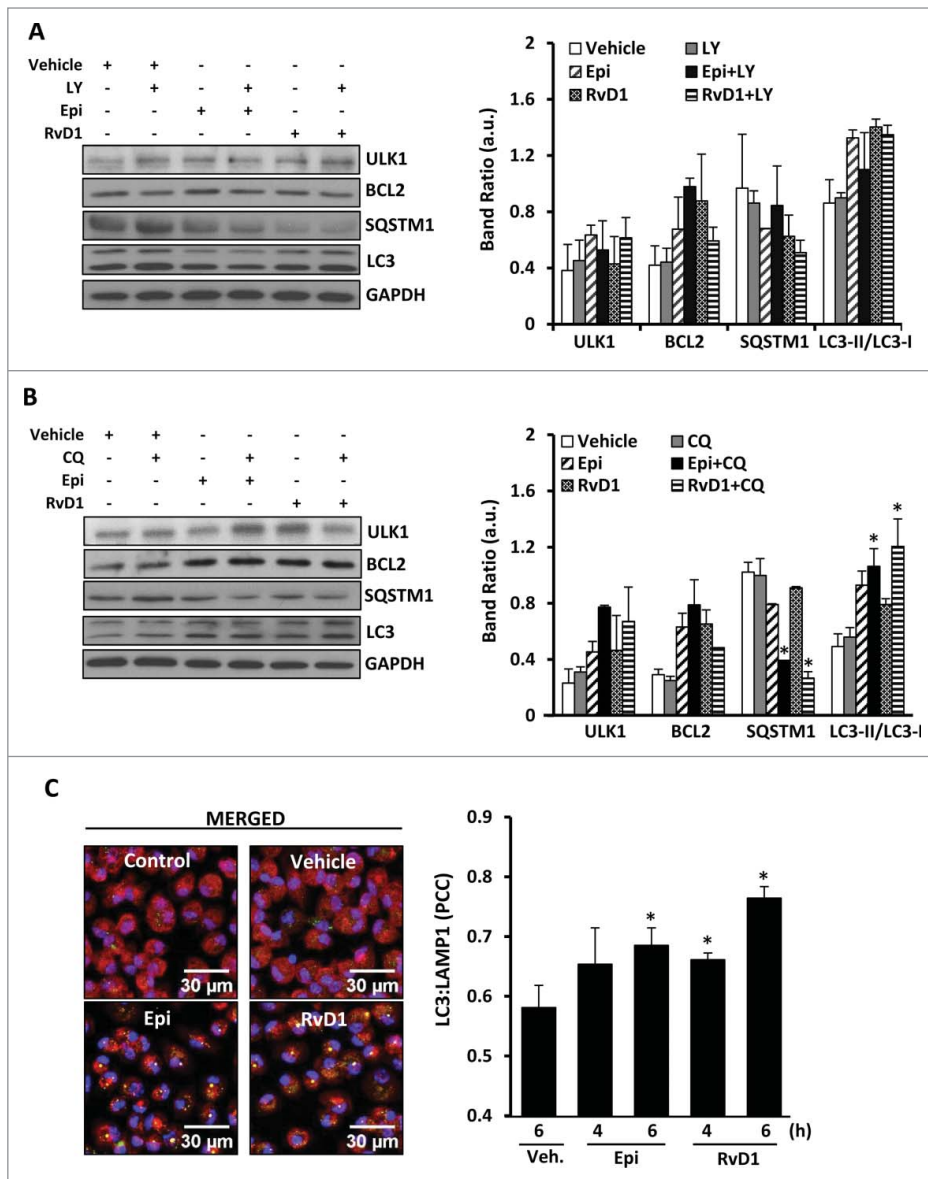 A
Vehicle + + - - - -
LY - + - + - +
Epi - - + + - -
RvD1 - - - - + +
ULK1
BCL2
SQSTM1
LC3
GAPDH
Vehicle LY
Epi Epi+LY
RvD1 RvD1+LY
Band Ratio (a.u.)
2
1.6
1.2
0.8
0.4
0
ULK1 BCL2 SQSTM1 LC3-II/LC3-I
B
Vehicle + + - - - -
CQ - + - + - +
Epi - - + + - -
RvD1 - - - - + +
ULK1
BCL2
SQSTM1
LC3
GAPDH
Vehicle CQ
Epi Epi+CQ
RvD1 RvD1+CQ
Band Ratio (a.u.)
2
1.6
1.2
0.8
0.4
0
* * * *
ULK1 BCL2 SQSTM1 LC3-II/LC3-I
C
MERGED
Control Vehicle
30 µm 30 µm
Epi RvD1
30 µm 30 µm
LC3:LAMP1 (PCC)
0.9
0.8
0.7
0.6
0.5
0.4
* * *
6 4 6 4 6 (h)
Veh. Epi RvD1